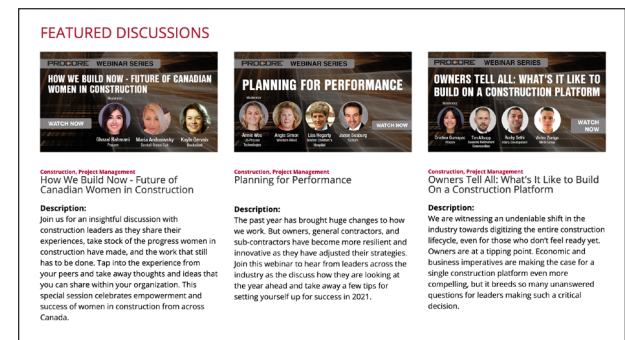 FEATURED DISCUSSIONS
PROCORE WEBINAR SERIES
HOW WE BUILD NOW - FUTURE OF CANADIAN
WOMEN IN CONSTRUCTION
WATCH NOW
Construction, Project Management
How We Build Now - Future of
Canadian Women in Construction
Description:
Join us for an insightful discussion with
construction leaders as they share their
experiences, take stock of the progress women in
construction have made, and the work that still
has to be done. Tap into the experience from
your peers and take away thoughts and ideas that
you can share within your organization. This
special session celebrates empowerment and
success of women in construction from across
Canada.
PROCORE WEBINAR SERIES
PLANNING FOR PERFORMANCE
WATCH NOW
Construction, Project Management
Planning for Performance
Description:
The past year has brought huge changes to how
we work. But owners, general contractors, and
sub-contractors have become more resilient and
innovative as they have adjusted their strategies.
Join this webinar to hear from leaders across the
industry as the discuss how they are looking at
the year ahead and take away a few tips for
setting yourself up for success in 2021.
PROCORE WEBINAR SERIES
OWNERS TELL ALL: WHAT'S IT LIKE TO
BUILD ON A CONSTRUCTION PLATFORM
WATCH
NOW
Construction, Project Management
Owners Tell All: What's It Like to Build
On a Construction Platform
Description:
We are witnessing an undeniable shift in the
industry towards digitizing the entire construction
lifecycle, even for those who don't feel ready yet.
Owners are at a tipping point. Economic and
business imperatives are making the case for a
single construction platform even more
compelling, but it breeds so many unanswered
questions for leaders making such a critical
decision.